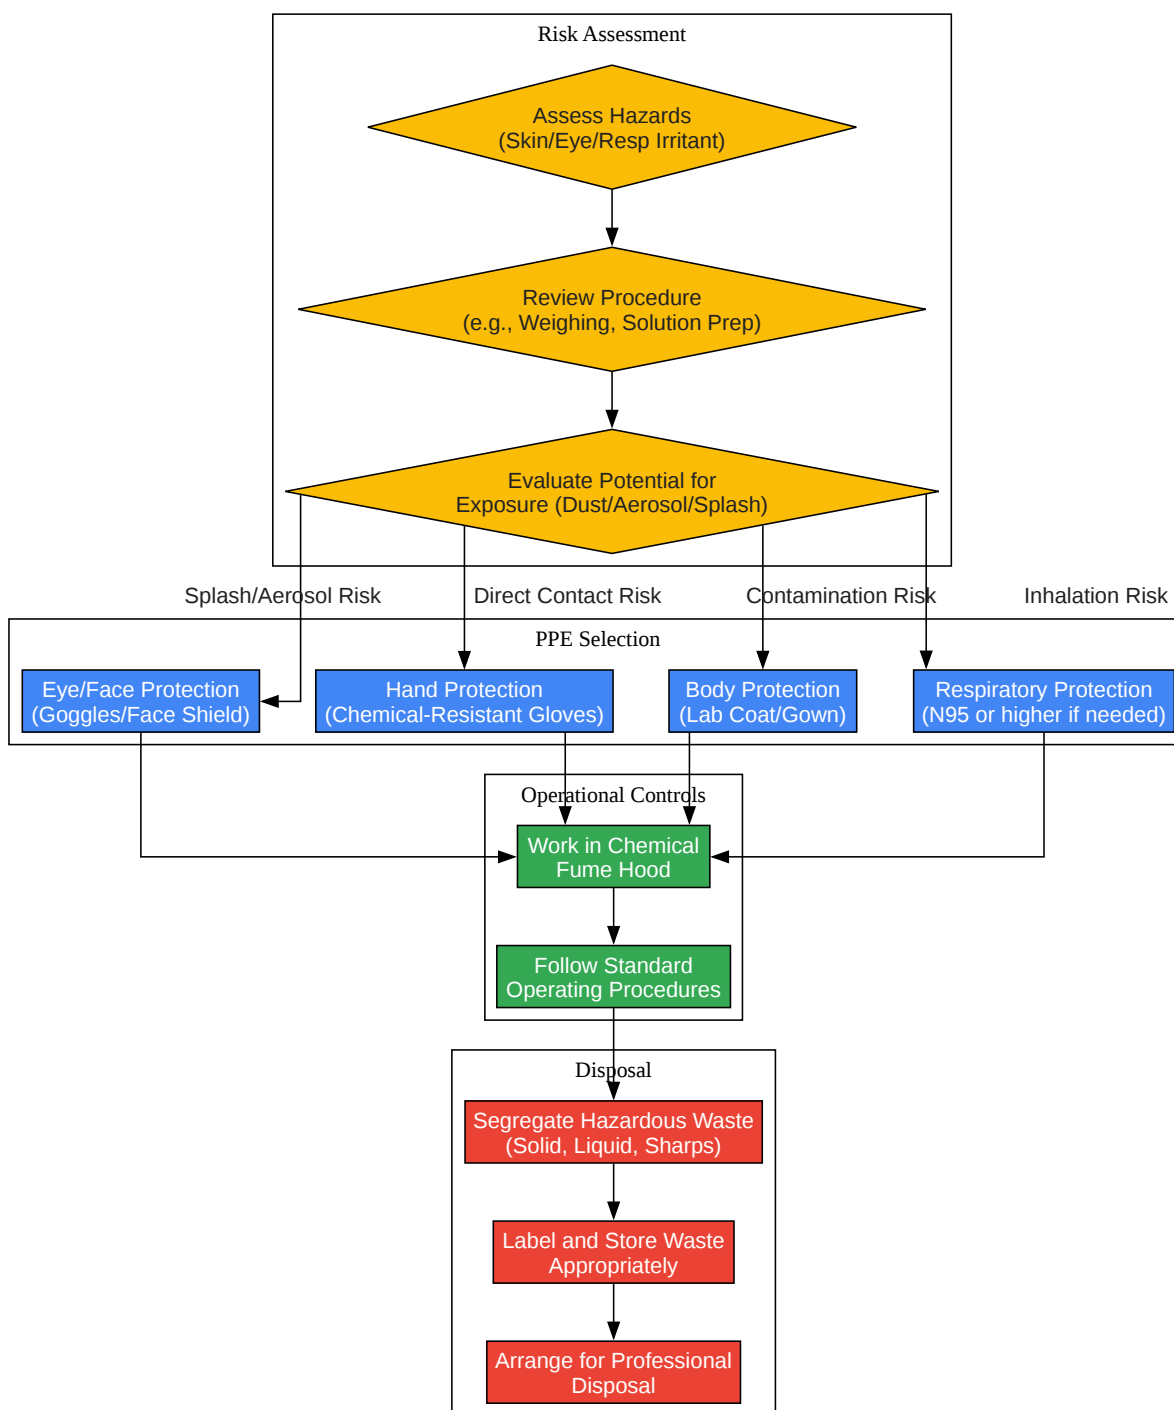 Risk Assessment
Assess Hazards
(Skin/Eye/Resp Irritant)
Review Procedure
(e.g., Weighing, Solution Prep)
Evaluate Potential for
Exposure (Dust/Aerosol/Splash)
Splash/Aerosol Risk
Direct Contact Risk
Contamination Risk
Inhalation Risk
PPE Selection
Eye/Face Protection
(Goggles/Face Shield)
Hand Protection
(Chemical-Resistant Gloves)
Body Protection
(Lab Coat/Gown)
Respiratory Protection
(N95 or higher if needed)
Operational Controls
Work in Chemical
Fume Hood
Follow Standard
Operating Procedures
Disposal
Segregate Hazardous Waste
(Solid, Liquid, Sharps)
Label and Store Waste
Appropriately
Arrange for Professional
Disposal